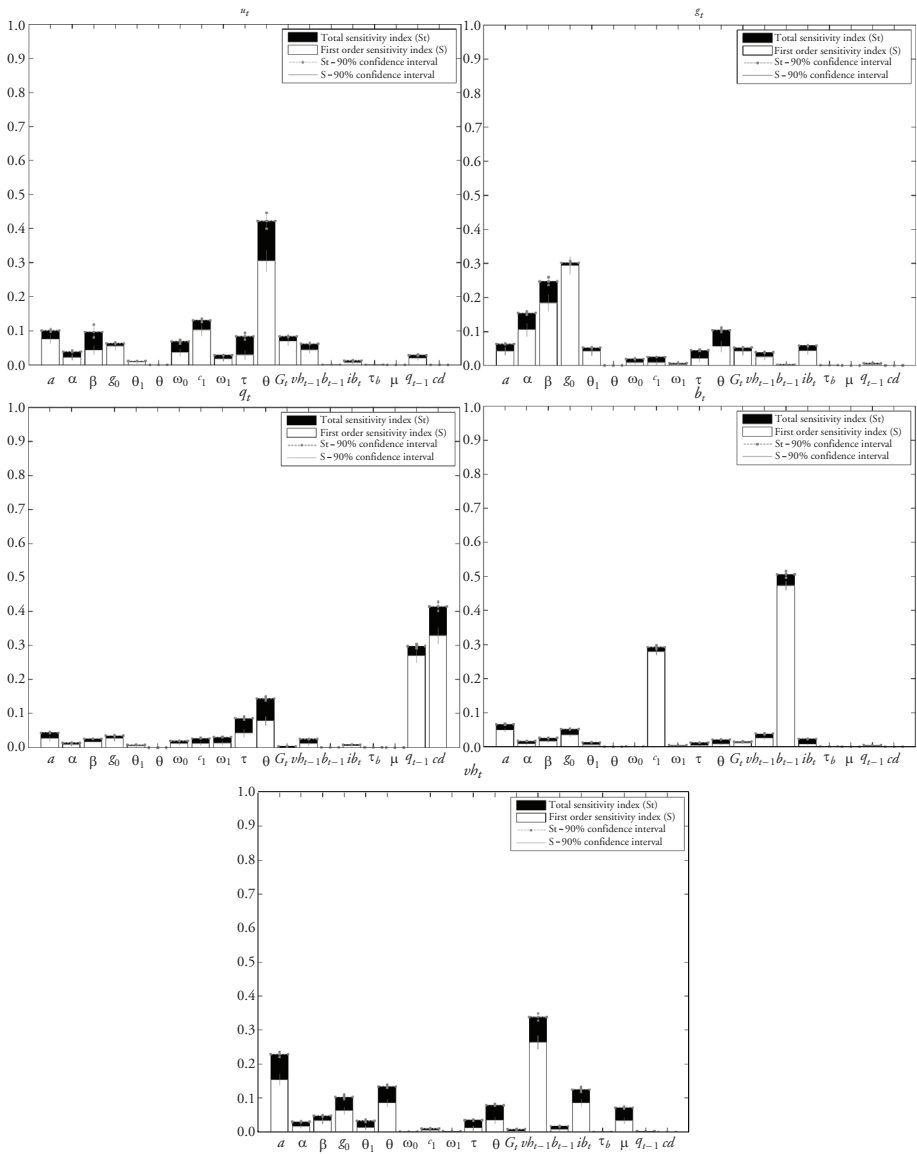 u_t
Total sensitivity index (St)
First order sensitivity index (S)
St – 90% confidence interval
S – 90% confidence interval
1.0
0.9
0.8
0.7
0.6
0.5
0.4
0.3
0.2
0.1
0.0
a α β g_0 θ_1 θ ω_0 c_1 ω_1 τ θ G_t vh_{t−1} b_{t−1} ib_t τ_b μ q_{t−1} cd
g_t
Total sensitivity index (St)
First order sensitivity index (S)
St – 90% confidence interval
S – 90% confidence interval
1.0
0.9
0.8
0.7
0.6
0.5
0.4
0.3
0.2
0.1
0.0
a α β g_0 θ_1 θ ω_0 c_1 ω_1 τ θ G_t vh_{t−1} b_{t−1} ib_t τ_b μ q_{t−1} cd
q_t
Total sensitivity index (St)
First order sensitivity index (S)
St – 90% confidence interval
S – 90% confidence interval
1.0
0.9
0.8
0.7
0.6
0.5
0.4
0.3
0.2
0.1
0.0
a α β g_0 θ_1 θ ω_0 c_1 ω_1 τ θ G_t vh_{t−1} b_{t−1} ib_t τ_b μ q_{t−1} cd
b_t
Total sensitivity index (St)
First order sensitivity index (S)
St – 90% confidence interval
S – 90% confidence interval
1.0
0.9
0.8
0.7
0.6
0.5
0.4
0.3
0.2
0.1
0.0
a α β g_0 θ_1 θ ω_0 c_1 ω_1 τ θ G_t vh_{t−1} b_{t−1} ib_t τ_b μ q_{t−1} cd
vh_t
Total sensitivity index (St)
First order sensitivity index (S)
St – 90% confidence interval
S – 90% confidence interval
1.0
0.9
0.8
0.7
0.6
0.5
0.4
0.3
0.2
0.1
0.0
a α β g_0 θ_1 θ ω_0 c_1 ω_1 τ θ G_t vh_{t−1} b_{t−1} ib_t τ_b μ q_{t−1} cd